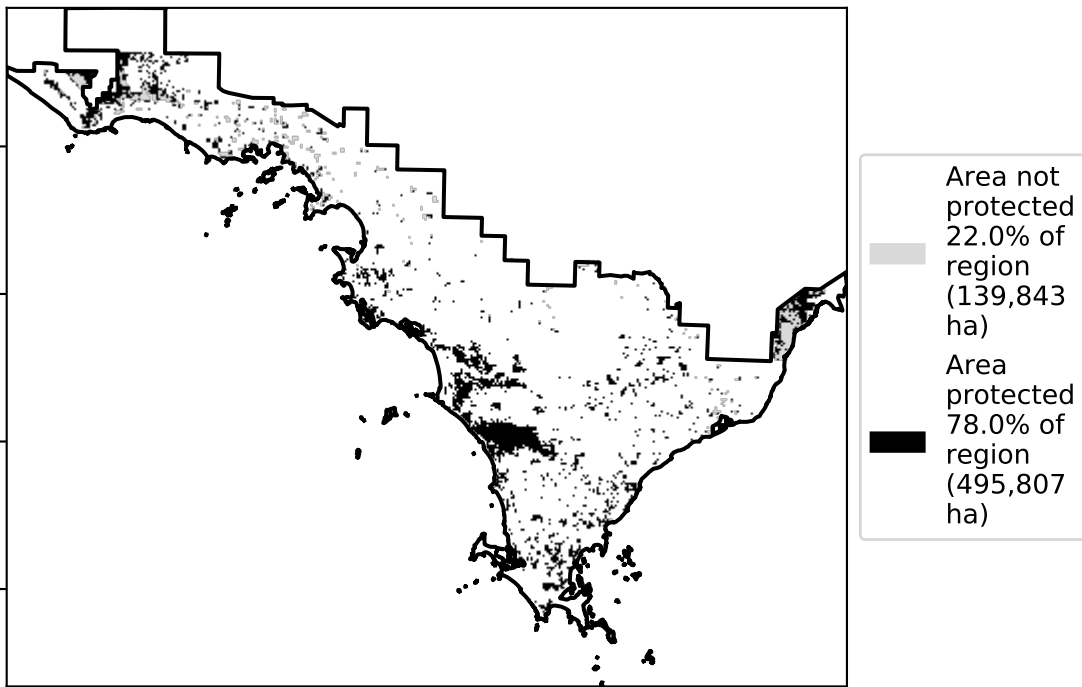 Area not
protected
22.0% of
region
(139,843
ha)
Area
protected
78.0% of
region
(495,807
ha)